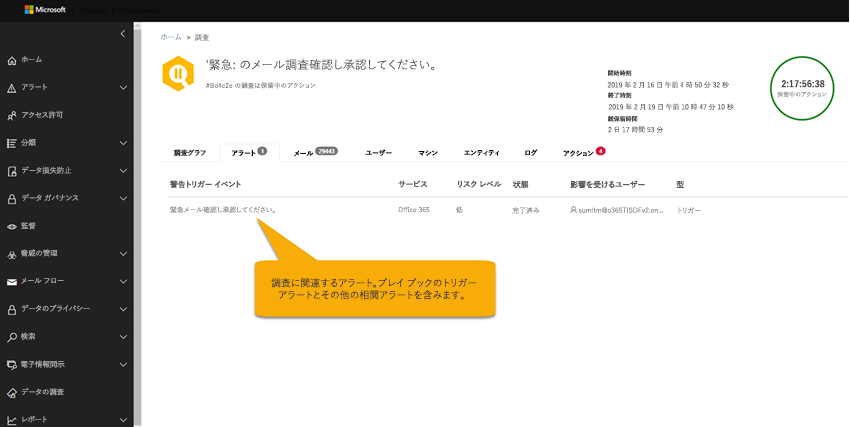 Microsoft
ホーム > 調査
'緊急: のメール調査確認し承認してください。
#8d4c2e の調査は保留中のアクション
開始時刻
2019 年 2 月 16 日 午前 4 時 50 分 32 秒
終了時刻
2019 年 2 月 19 日 午前 10 時 47 分 10 秒
総保留時間
2 日 17 時間 53 分
2:17:56:38
保留中のアクション
ホーム
アラート
アクセス許可
分類
データ損失防止
データ ガバナンス
監督
脅威の管理
メール フロー
データのプライバシー
検索
電子情報開示
データの調査
レポート
調査グラフ アラート 1 メール 29443 ユーザー マシン エンティティ ログ アクション 4
警告トリガー イベント サービス リスク レベル 状態 影響を受けるユーザー 型
緊急メール確認し承認してください。 Office 365 低 完了済み sumitm@o365TISDFv2.on... トリガー
調査に関連するアラート。プレイ ブックのトリガー
アラートとその他の相関アラートを含みます。